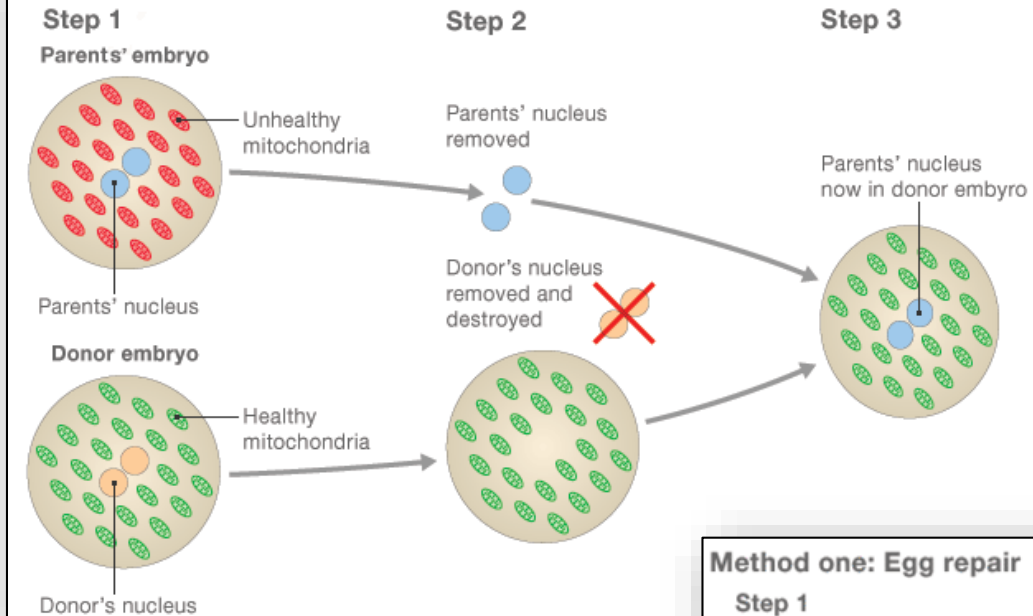 Step 1
Parents' embryo
Unhealthy
mitochondria
Parents' nucleus
Donor embryo
Healthy
mitochondria
Donor's nucleus
Step 2
Parents' nucleus
removed
Donor's nucleus
removed and
destroyed
Step 3
Parents' nucleus
now in donor embyro
Method one: Egg repair
Step 1